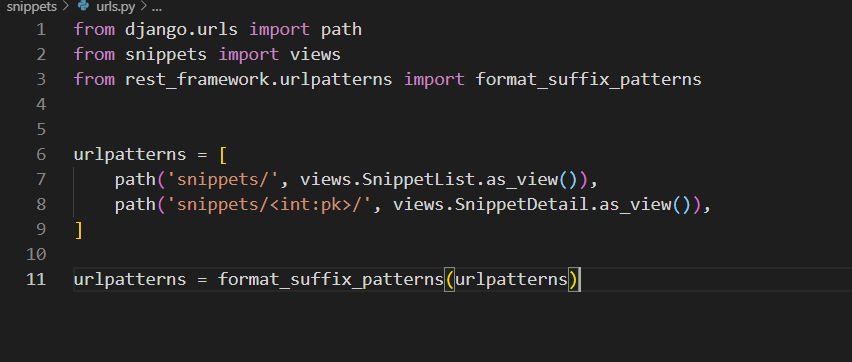 snippets > urls.py > ...
1 from django.urls import path
2 from snippets import views
3 from rest_framework.urlpatterns import format_suffix_patterns
4
5
6 urlpatterns = [
7     path('snippets/', views.SnippetList.as_view()),
8     path('snippets/<int:pk>/', views.SnippetDetail.as_view()),
9 ]
10
11 urlpatterns = format_suffix_patterns(urlpatterns)